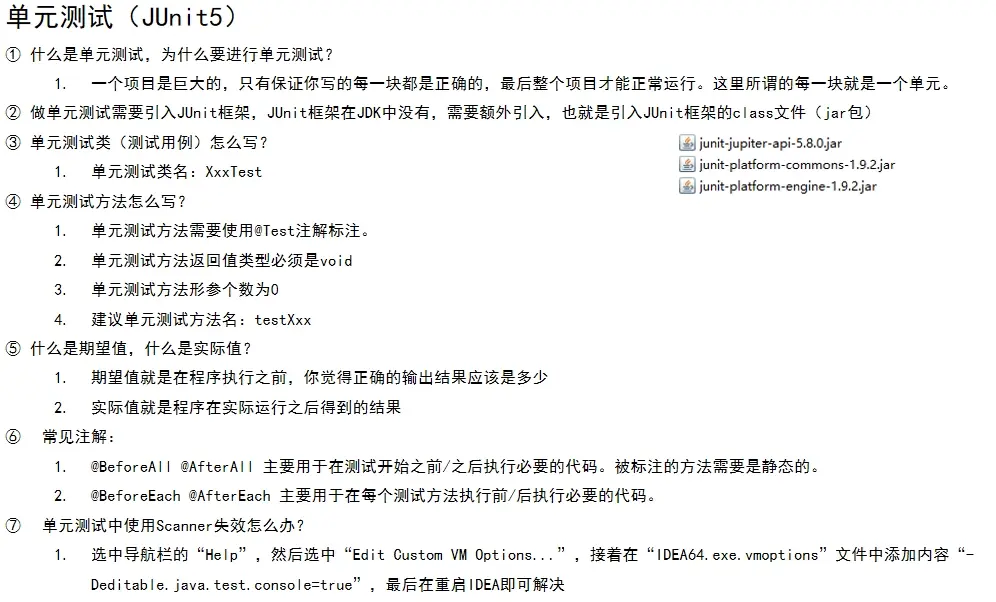 单元测试（JUnit5）
① 什么是单元测试，为什么要进行单元测试？
1. 一个项目是巨大的，只有保证你写的每一块都是正确的，最后整个项目才能正常运行。这里所谓的每一块就是一个单元。
② 做单元测试需要引入JUnit框架，JUnit框架在JDK中没有，需要额外引入，也就是引入JUnit框架的class文件（jar包）
③ 单元测试类（测试用例）怎么写？
junit-jupiter-api-5.8.0.jar
junit-platform-commons-1.9.2.jar
junit-platform-engine-1.9.2.jar
1. 单元测试类名：XxxTest
④ 单元测试方法怎么写？
1. 单元测试方法需要使用@Test注解标注。
2. 单元测试方法返回值类型必须是void
3. 单元测试方法形参个数为0
4. 建议单元测试方法名：testXxx
⑤ 什么是期望值，什么是实际值？
1. 期望值就是在程序执行之前，你觉得正确的输出结果应该是多少
2. 实际值就是程序在实际运行之后得到的结果
⑥ 常见注解：
1. @BeforeAll @AfterAll 主要用于在测试开始之前/之后执行必要的代码。被标注的方法需要是静态的。
2. @BeforeEach @AfterEach 主要用于在每个测试方法执行前/后执行必要的代码。
⑦ 单元测试中使用Scanner失效怎么办？
1. 选中导航栏的“Help”，然后选中“Edit Custom VM Options...”，接着在“IDEA64.exe.vmoptions”文件中添加内容“-
Deditable.java.test.console=true”，最后在重启IDEA即可解决